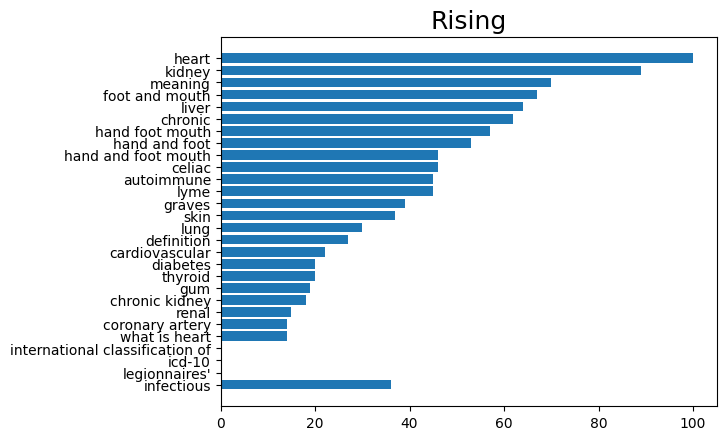 Rising
heart
kidney
meaning
foot and mouth
liver
chronic
hand foot mouth
hand and foot
hand and foot mouth
celiac
autoimmune
lyme
graves
skin
lung
definition
cardiovascular
diabetes
thyroid
gum
chronic kidney
renal
coronary artery
what is heart
international classification of
icd-10
legionnaires'
infectious
0 20 40 60 80 100